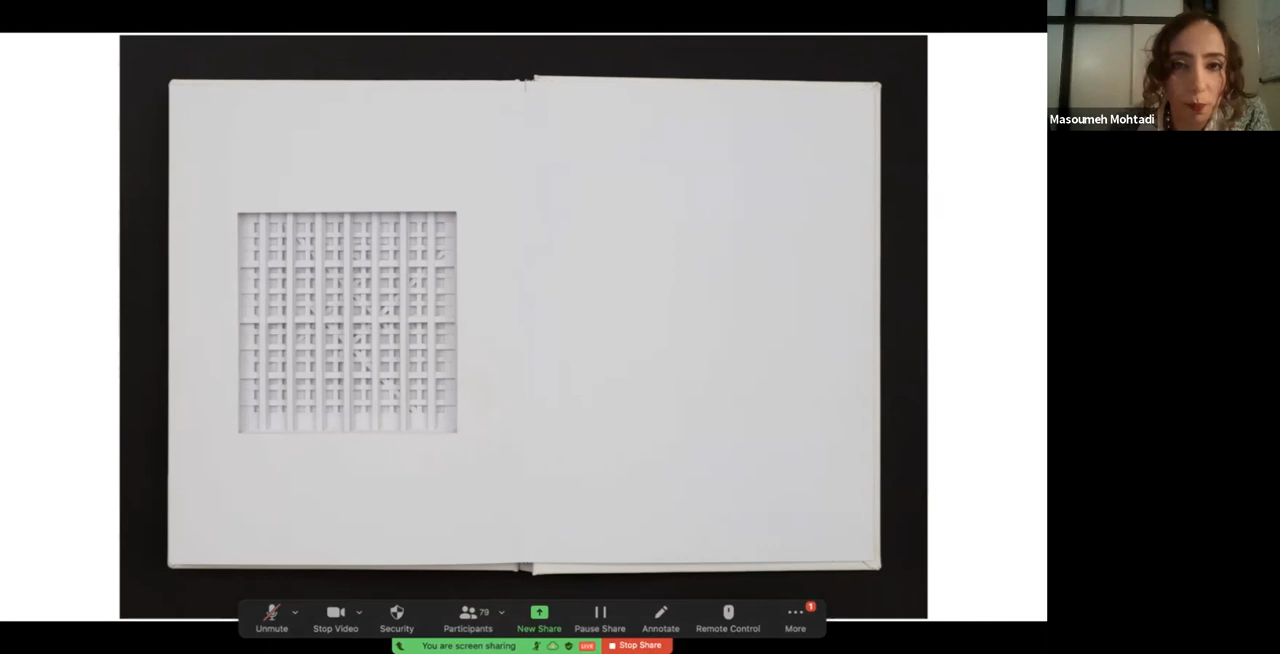 Masoumeh Mohtadi
79
1
Unmute Stop Video Security Participants New Share Pause Share Annotate Remote Control More
You are screen sharing LIVE Stop Share